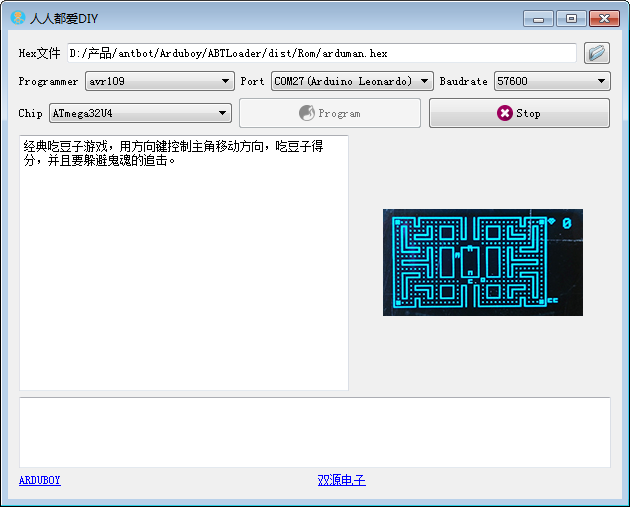 人人都爱DIY
Hex文件 D:/产品/antbot/Arduboy/ABTLoader/dist/Rom/arduman.hex
Programmer avr109 Port COM27(Arduino Leonardo) Baudrate 57600
Chip ATmega32U4 Program Stop
经典吃豆子游戏，用方向键控制主角移动方向，吃豆子得
分，并且要躲避鬼魂的追击。
0
ARDUBOY 双源电子